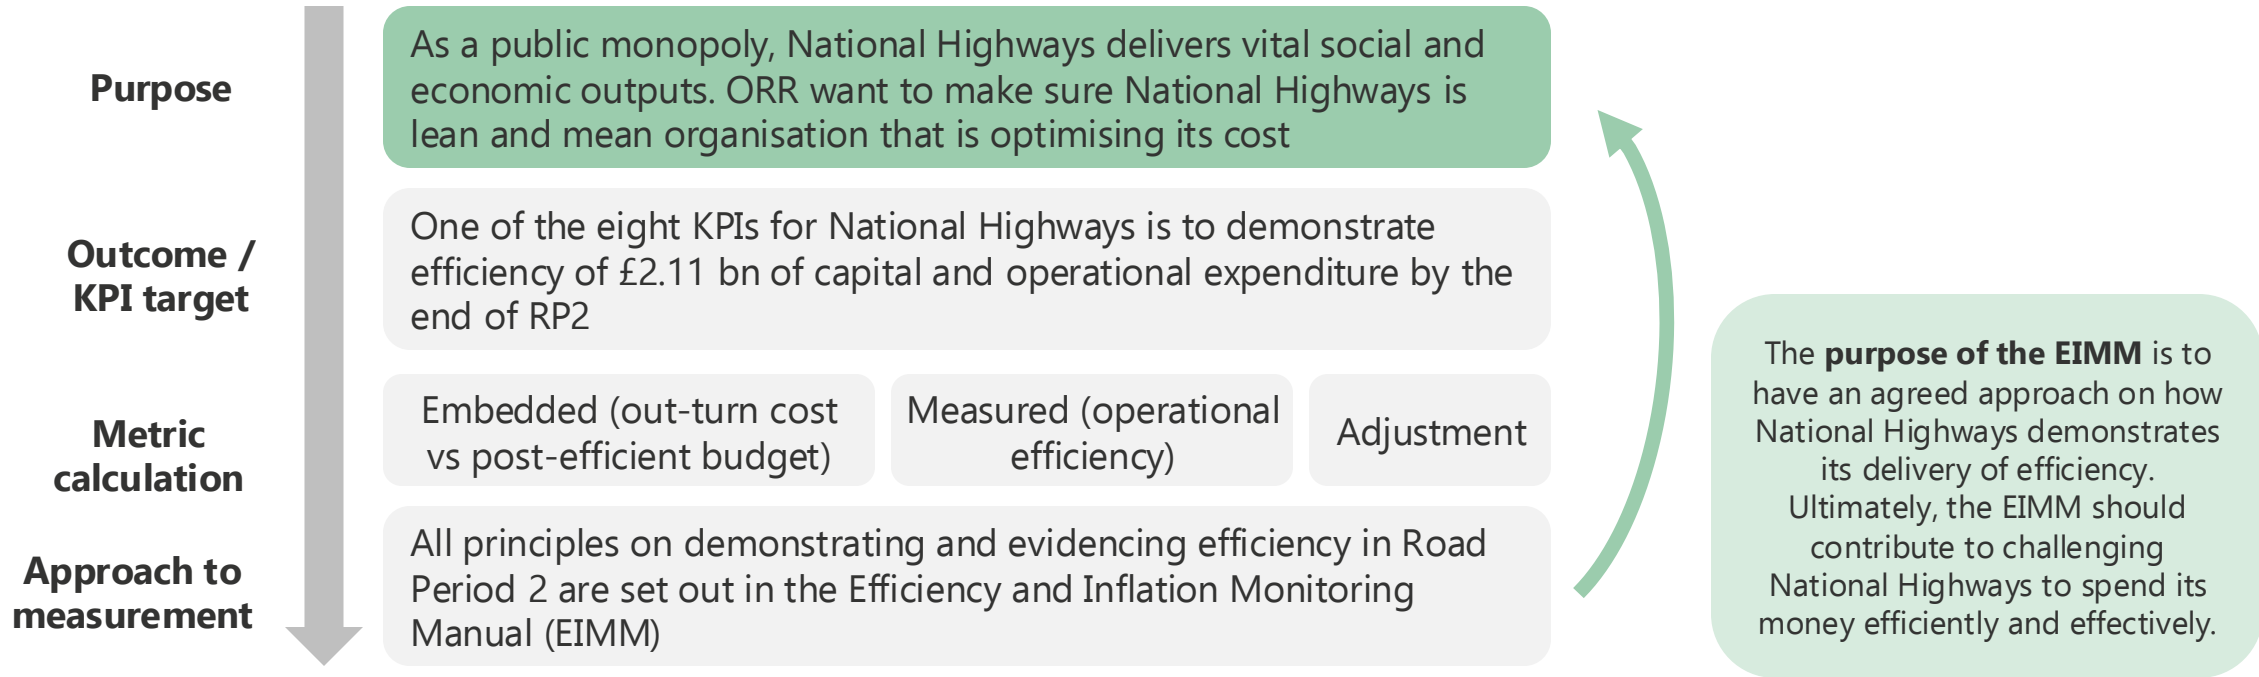 Purpose
As a public monopoly, National Highways delivers vital social and
economic outputs. ORR want to make sure National Highways is
lean and mean organisation that is optimising its cost
Outcome /
KPI target
One of the eight KPIs for National Highways is to demonstrate
efficiency of £2.11 bn of capital and operational expenditure by the
end of RP2
Metric
calculation
Embedded (out-turn cost
vs post-efficient budget)
Measured (operational
efficiency)
Adjustment
Approach to
measurement
All principles on demonstrating and evidencing efficiency in Road
Period 2 are set out in the Efficiency and Inflation Monitoring
Manual (EIMM)
The purpose of the EIMM is to
have an agreed approach on how
National Highways demonstrates
its delivery of efficiency.
Ultimately, the EIMM should
contribute to challenging
National Highways to spend its
money efficiently and effectively.